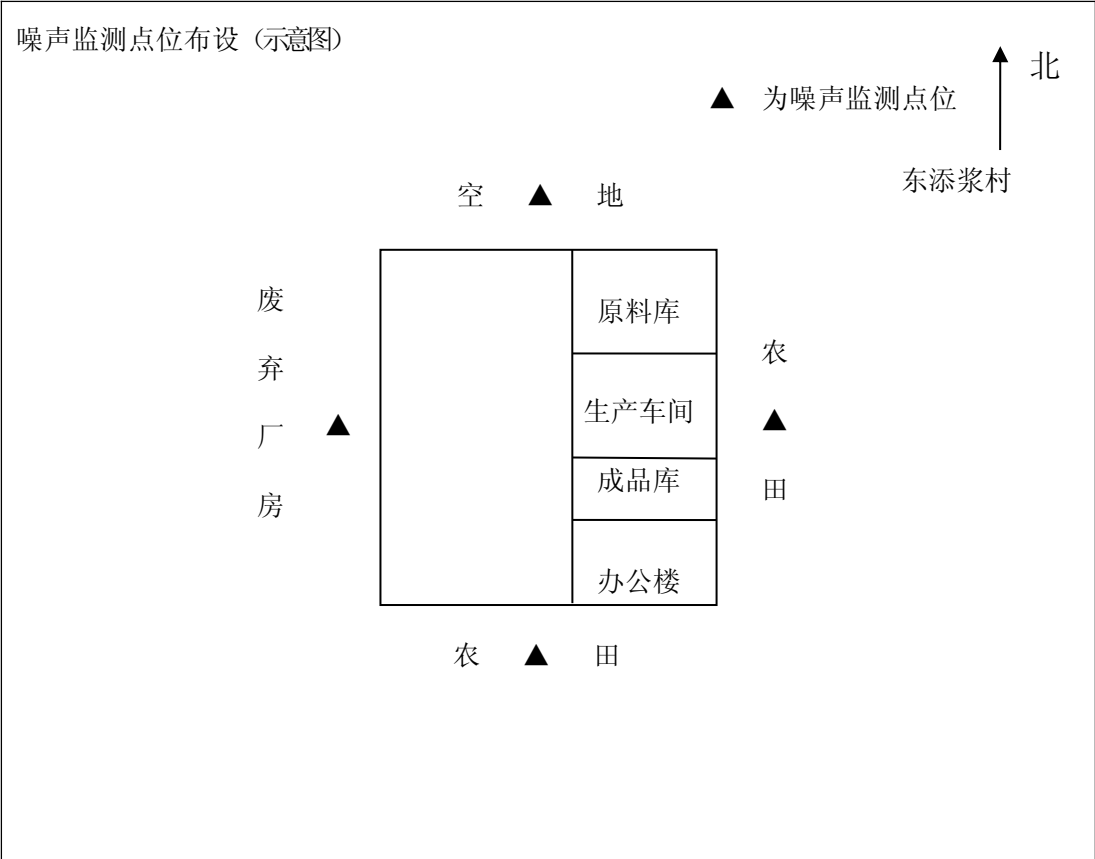 噪声监测点位布设（示意图）
北
▲ 为噪声监测点位
东添浆村
空 ▲ 地
废弃厂房
▲
原料库
生产车间
成品库
办公楼
农 ▲ 田
农 ▲ 田